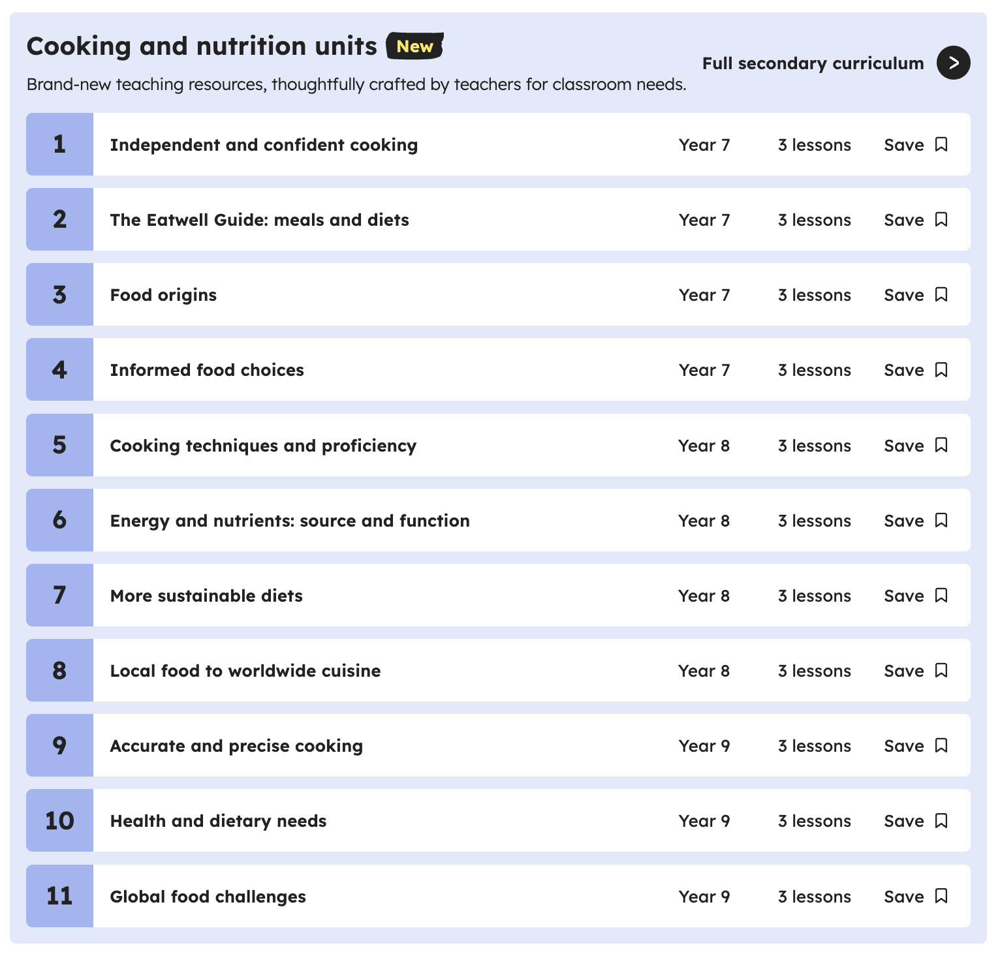 Cooking and nutrition units New
Full secondary curriculum
Brand-new teaching resources, thoughtfully crafted by teachers for classroom needs.
1 Independent and confident cooking Year 7 3 lessons Save
2 The Eatwell Guide: meals and diets Year 7 3 lessons Save
3 Food origins Year 7 3 lessons Save
4 Informed food choices Year 7 3 lessons Save
5 Cooking techniques and proficiency Year 8 3 lessons Save
6 Energy and nutrients: source and function Year 8 3 lessons Save
7 More sustainable diets Year 8 3 lessons Save
8 Local food to worldwide cuisine Year 8 3 lessons Save
9 Accurate and precise cooking Year 9 3 lessons Save
10 Health and dietary needs Year 9 3 lessons Save
11 Global food challenges Year 9 3 lessons Save